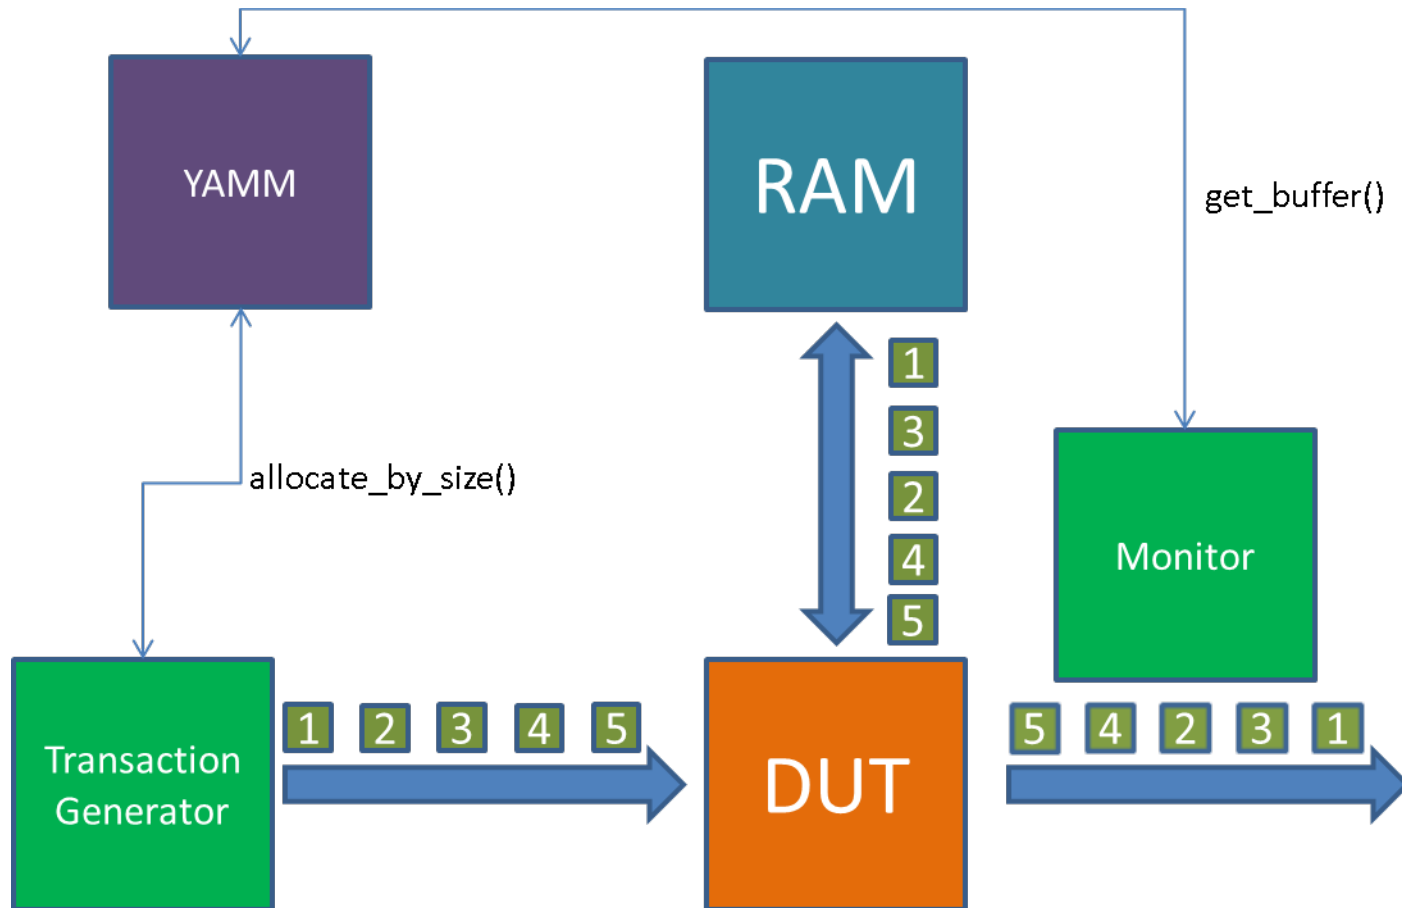 YAMM
RAM
get_buffer()
1
3
2
4
5
allocate_by_size()
Monitor
Transaction
Generator
1 2 3 4 5
DUT
5 4 2 3 1